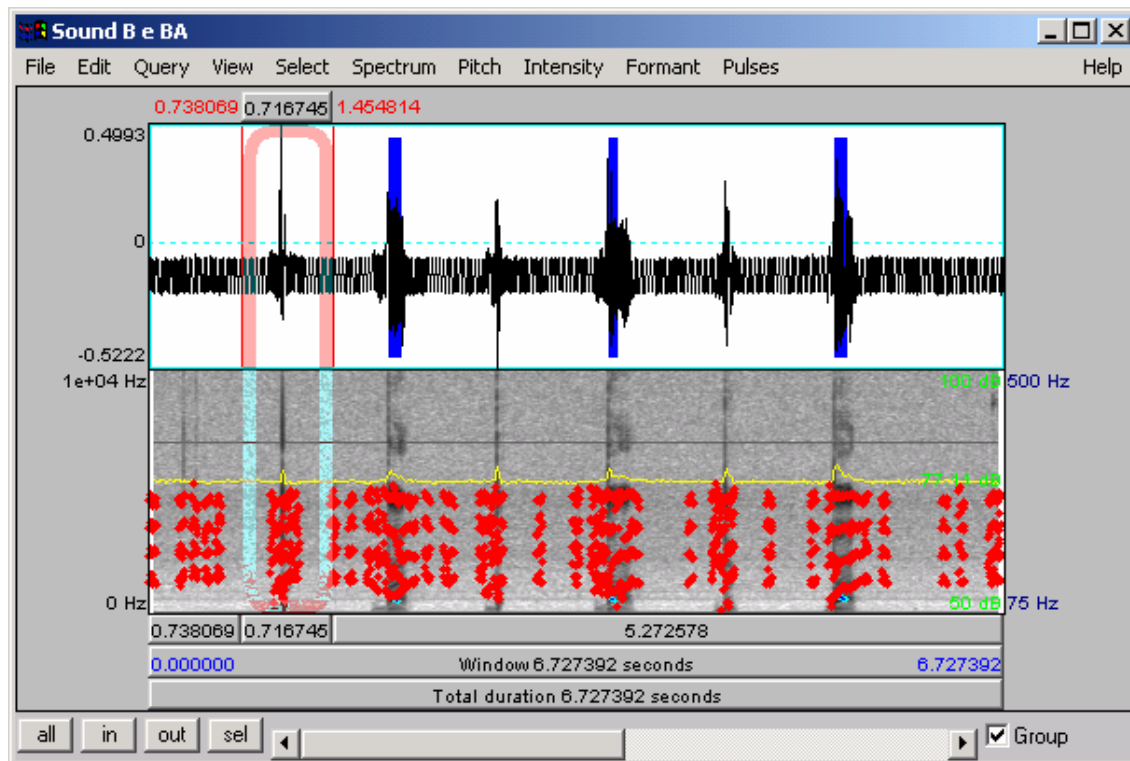 Sound B e BA
File Edit Query View Select Spectrum Pitch Intensity Formant Pulses Help
0.738069 0.716745 1.454814
0.4993
0
-0.5222
1e+04 Hz 100 dB 500 Hz
77.11 dB
0 Hz 50 dB 75 Hz
0.738069 0.716745 5.272578
0.000000 Window 6.727392 seconds 6.727392
Total duration 6.727392 seconds
all in out sel Group